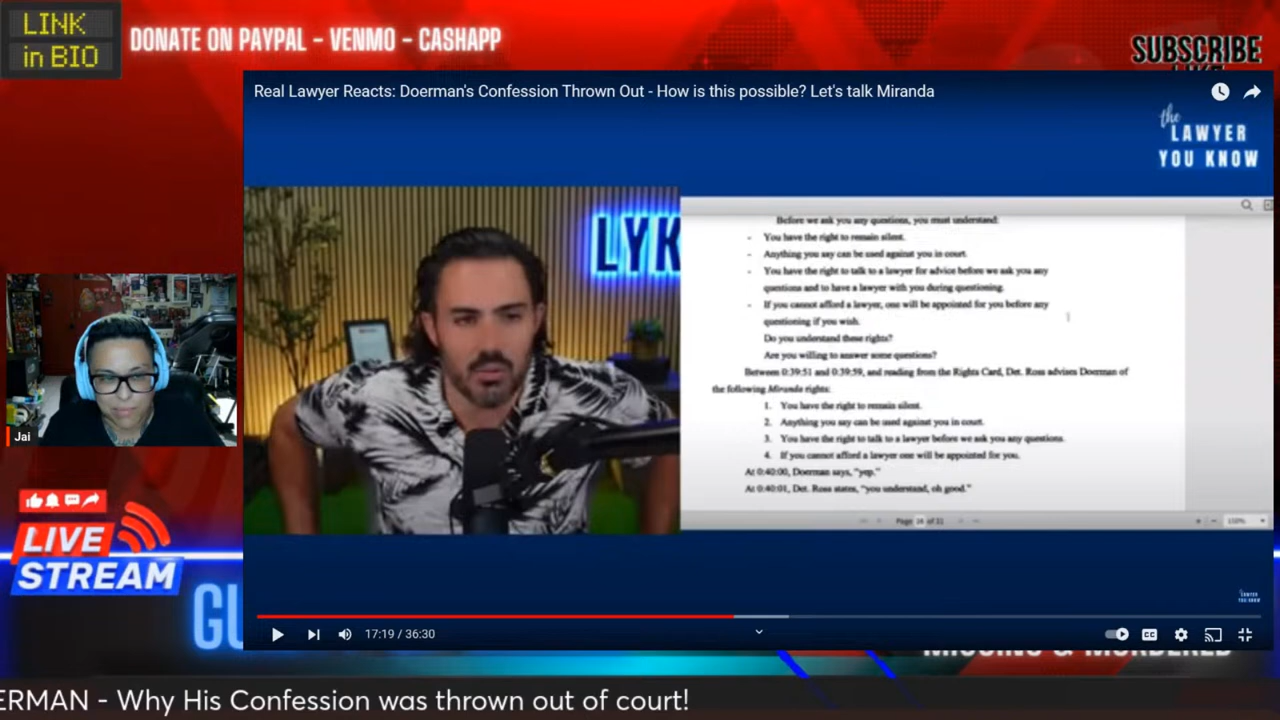 LINK
in BIO
DONATE ON PAYPAL - VENMO - CASHAPP
SUBSCRIBE
Real Lawyer Reacts: Doerman's Confession Thrown Out - How is this possible? Let's talk Miranda
the
LAWYER
YOU KNOW
LYK
Before we ask you any questions, you must understand:
- You have the right to remain silent.
- Anything you say can be used against you in court.
- You have the right to talk to a lawyer for advice before we ask you any
questions and to have a lawyer with you during questioning.
- If you cannot afford a lawyer, one will be appointed for you before any
questioning if you wish.
Do you understand these rights?
Are you willing to answer some questions?
Between 0:39:51 and 0:39:59, and reading from the Rights Card, Det. Ross advises Doerman of
the following Miranda rights:
1. You have the right to remain silent.
2. Anything you say can be used against you in court.
3. You have the right to talk to a lawyer before we ask you any questions.
4. If you cannot afford a lawyer one will be appointed for you.
At 0:40:00, Doerman says, "yep."
At 0:40:01, Det. Ross states, "you understand, oh good."
Page of 31
Jai
LIVE
STREAM
GU
the LAWYER
YOU KNOW
17:19 / 36:30
CC
MISSING & MURDERED
ERMAN - Why His Confession was thrown out of court!